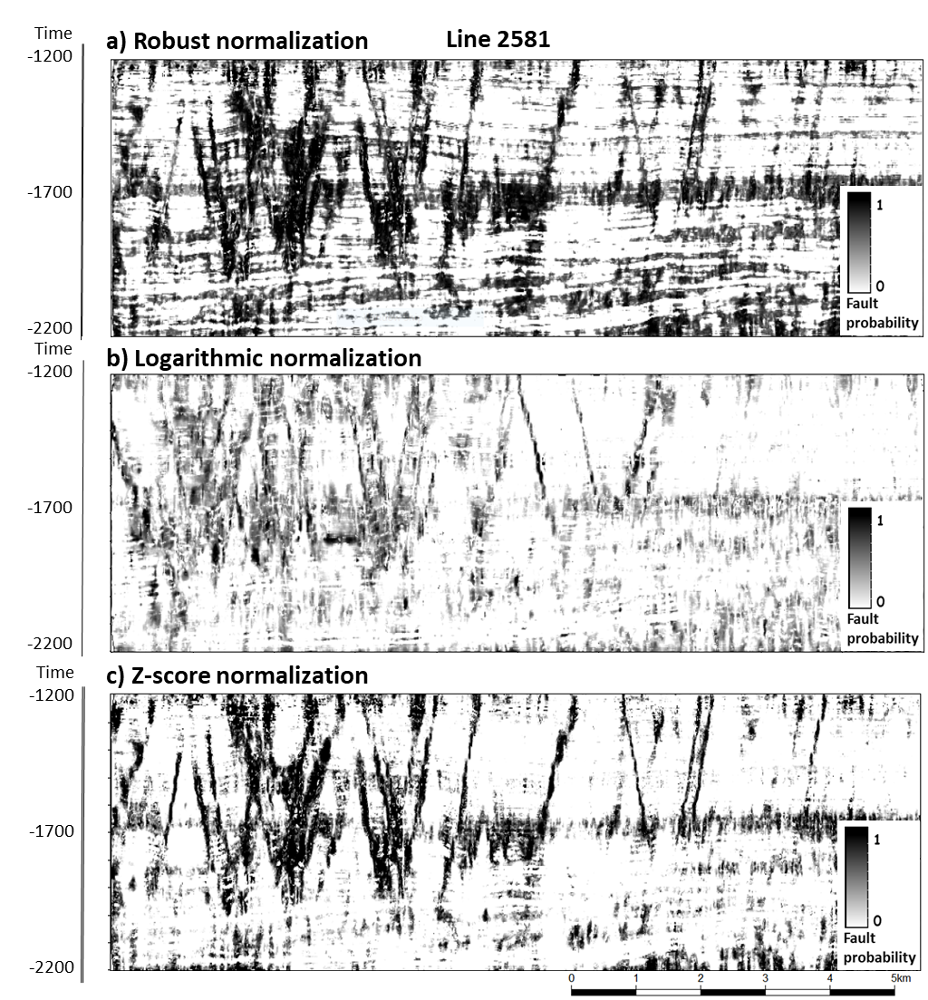 Time
a) Robust normalization
Line 2581
-1200
-1700
-2200
1
0
Fault
probability
Time
b) Logarithmic normalization
-1200
-1700
-2200
1
0
Fault
probability
Time
c) Z-score normalization
-1200
-1700
-2200
1
0
Fault
probability
0 1 2 3 4 5km